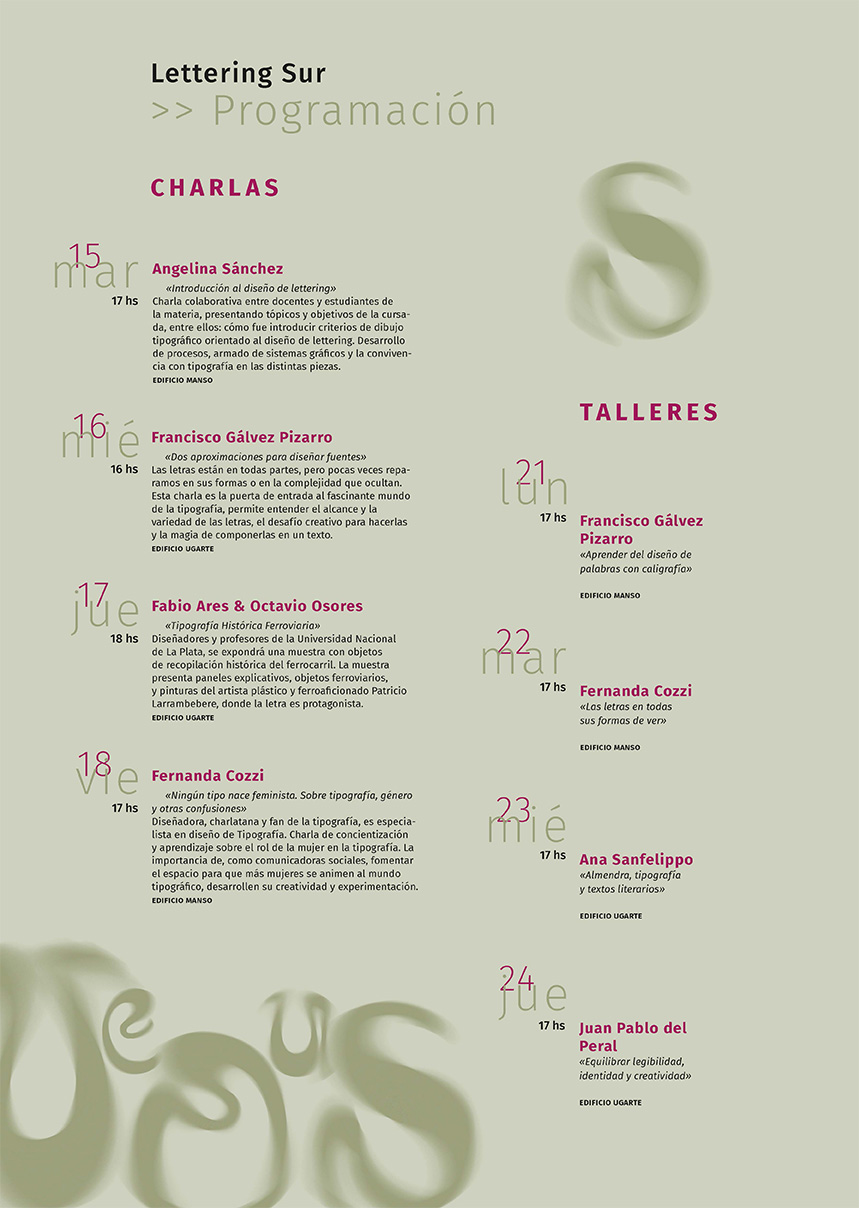 Lettering Sur
>> Programación
CHARLAS
15
mar
17 hs
Angelina Sánchez
«Introducción al diseño de lettering»
Charla colaborativa entre docentes y estudiantes de
la materia, presentando tópicos y objetivos de la cursa-
da, entre ellos: cómo fue introducir criterios de dibujo
tipográfico orientado al diseño de lettering. Desarrollo
de procesos, armado de sistemas gráficos y la conviven-
cia con tipografía en las distintas piezas.
EDIFICIO MANSO
16
mié
16 hs
Francisco Gálvez Pizarro
«Dos aproximaciones para diseñar fuentes»
Las letras están en todas partes, pero pocas veces repa-
ramos en sus formas o en la complejidad que ocultan.
Esta charla es la puerta de entrada al fascinante mundo
de la tipografía, permite entender el alcance y la
variedad de las letras, el desafío creativo para hacerlas
y la magia de componerlas en un texto.
EDIFICIO UGARTE
17
jue
18 hs
Fabio Ares & Octavio Osores
«Tipografía Histórica Ferroviaria»
Diseñadores y profesores de la Universidad Nacional
de La Plata, se expondrá una muestra con objetos
de recopilación histórica del ferrocarril. La muestra
presenta paneles explicativos, objetos ferroviarios,
y pinturas del artista plástico y ferroaficionado Patricio
Larrambebere, donde la letra es protagonista.
EDIFICIO UGARTE
18
vie
17 hs
Fernanda Cozzi
«Ningún tipo nace feminista. Sobre tipografía, género
y otras confusiones»
Diseñadora, charlatana y fan de la tipografía, es especia-
lista en diseño de Tipografía. Charla de concientización
y aprendizaje sobre el rol de la mujer en la tipografía. La
importancia de, como comunicadoras sociales, fomentar
el espacio para que más mujeres se animen al mundo
tipográfico, desarrollen su creatividad y experimentación.
EDIFICIO MANSO
S
TALLERES
21
lun
17 hs
Francisco Gálvez
Pizarro
«Aprender del diseño de
palabras con caligrafía»
EDIFICIO MANSO
22
mar
17 hs
Fernanda Cozzi
«Las letras en todas
sus formas de ver»
EDIFICIO MANSO
23
mié
17 hs
Ana Sanfelippo
«Almendra, tipografía
y textos literarios»
EDIFICIO UGARTE
24
jue
17 hs
Juan Pablo del
Peral
«Equilibrar legibilidad,
identidad y creatividad»
EDIFICIO UGARTE